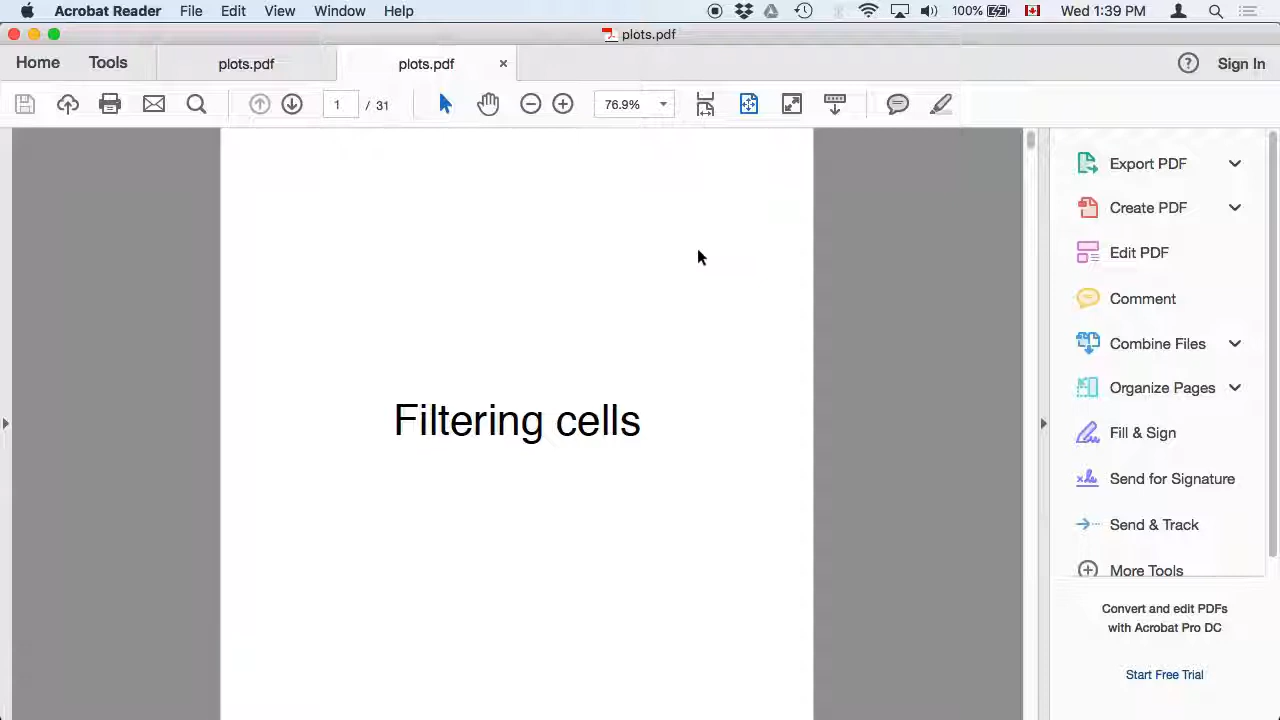 Acrobat Reader File Edit View Window Help 100% Wed 1:39 PM
plots.pdf
Home Tools plots.pdf plots.pdf × ? Sign In
1 / 31 76.9%
Filtering cells
Export PDF
Create PDF
Edit PDF
Comment
Combine Files
Organize Pages
Fill & Sign
Send for Signature
Send & Track
More Tools
Convert and edit PDFs
with Acrobat Pro DC
Start Free Trial